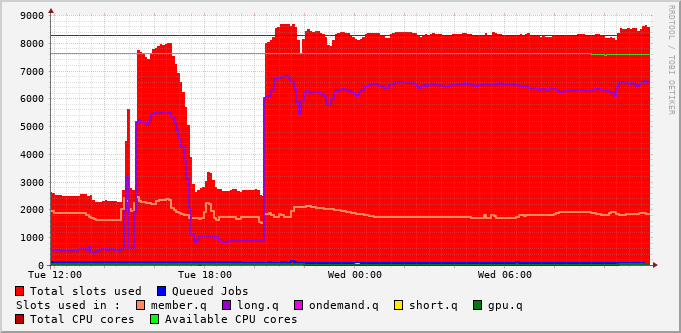 9000
8000
7000
6000
5000
4000
3000
2000
1000
0
Tue 12:00 Tue 18:00 Wed 00:00 Wed 06:00
RRDTOOL / TOBI OETIKER
Total slots used Queued Jobs
Slots used in : member.q long.q ondemand.q short.q gpu.q
Total CPU cores Available CPU cores